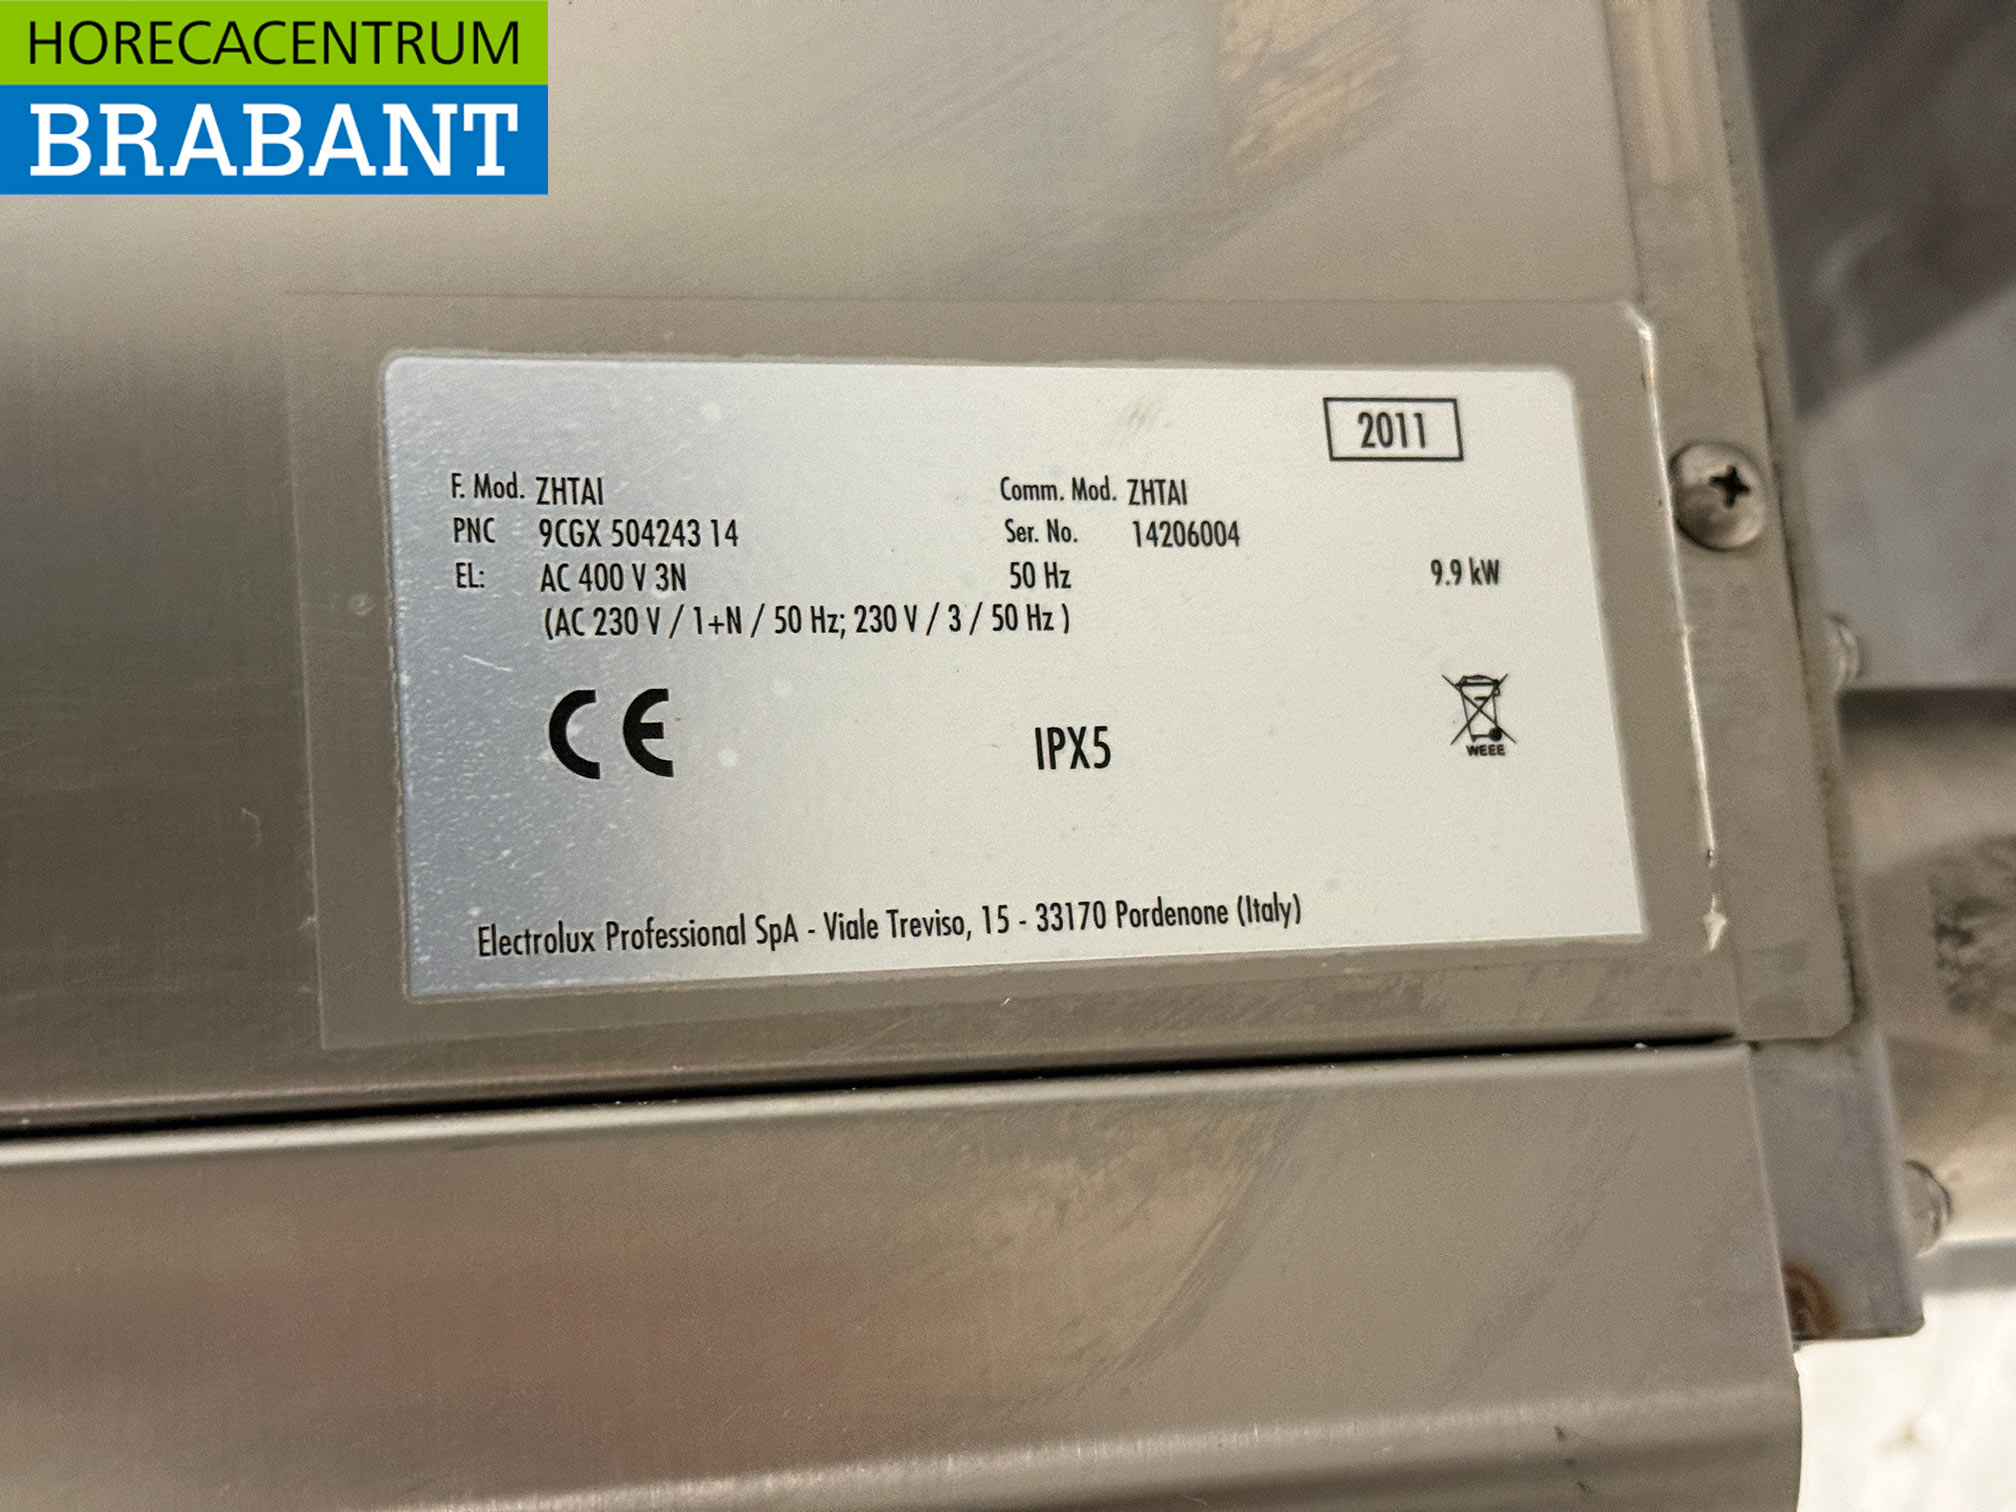 HORECACENTRUM
BRABANT
2011
F. Mod. ZHTAI Comm. Mod. ZHTAI
PNC 9CGX 504243 14 Ser. No. 14206004
EL: AC 400 V 3N 50 Hz 9.9 kW
(AC 230 V / 1+N / 50 Hz; 230 V / 3 / 50 Hz )
CE IPX5
WEEE
Electrolux Professional SpA - Viale Treviso, 15 - 33170 Pordenone (Italy)